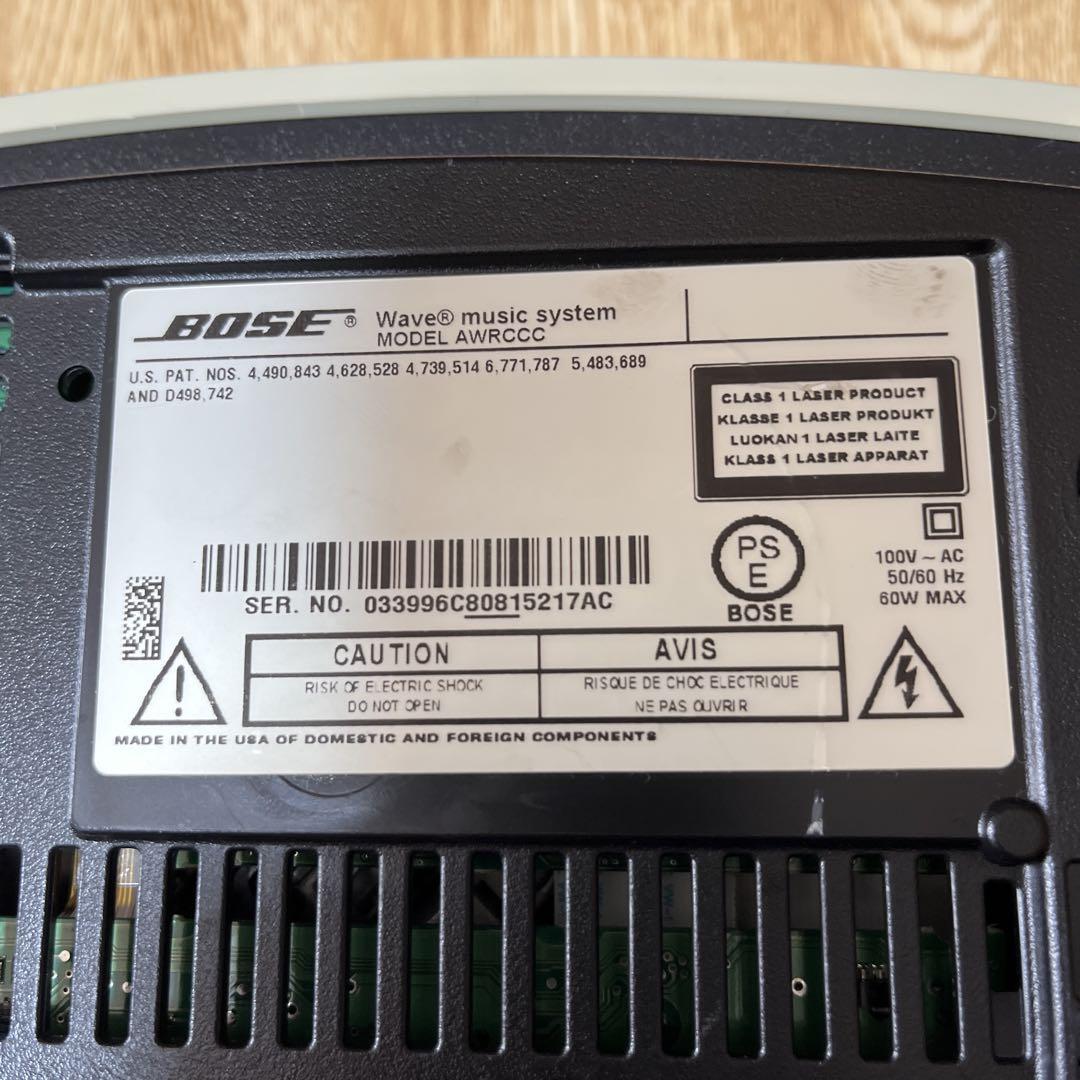 BOSE® Wave® music system
MODEL AWRCCC
U.S. PAT. NOS. 4,490,843 4,628,528 4,739,514 6,771,787 5,483,689
AND D498,742
CLASS 1 LASER PRODUCT
KLASSE 1 LASER PRODUKT
LUOKAN 1 LASER LAITE
KLASS 1 LASER APPARAT
SER. NO. 033996C80815217AC
PS
E
BOSE
100V ~ AC
50/60 Hz
60W MAX
CAUTION
RISK OF ELECTRIC SHOCK
DO NOT OPEN
AVIS
RISQUE DE CHOC ELECTRIQUE
NE PAS OUVRIR
MADE IN THE USA OF DOMESTIC AND FOREIGN COMPONENTS